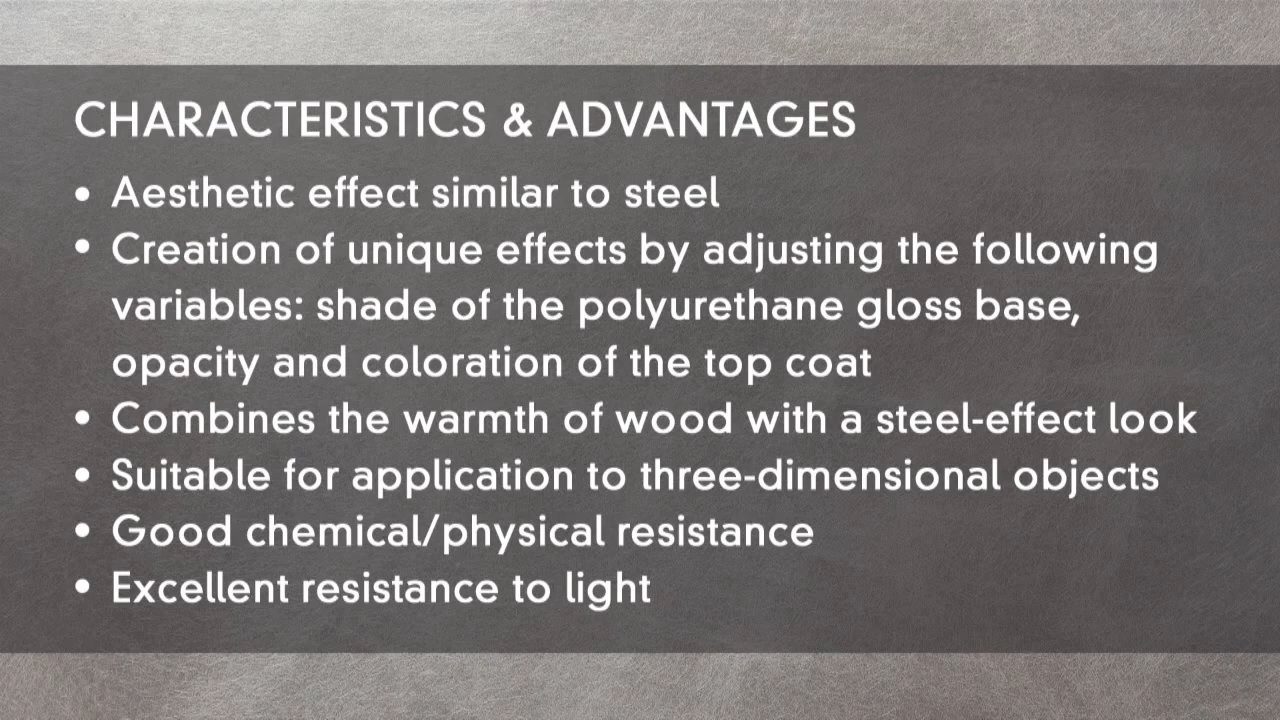 CHARACTERISTICS & ADVANTAGES
• Aesthetic effect similar to steel
• Creation of unique effects by adjusting the following
variables: shade of the polyurethane gloss base,
opacity and coloration of the top coat
• Combines the warmth of wood with a steel-effect look
• Suitable for application to three-dimensional objects
• Good chemical/physical resistance
• Excellent resistance to light